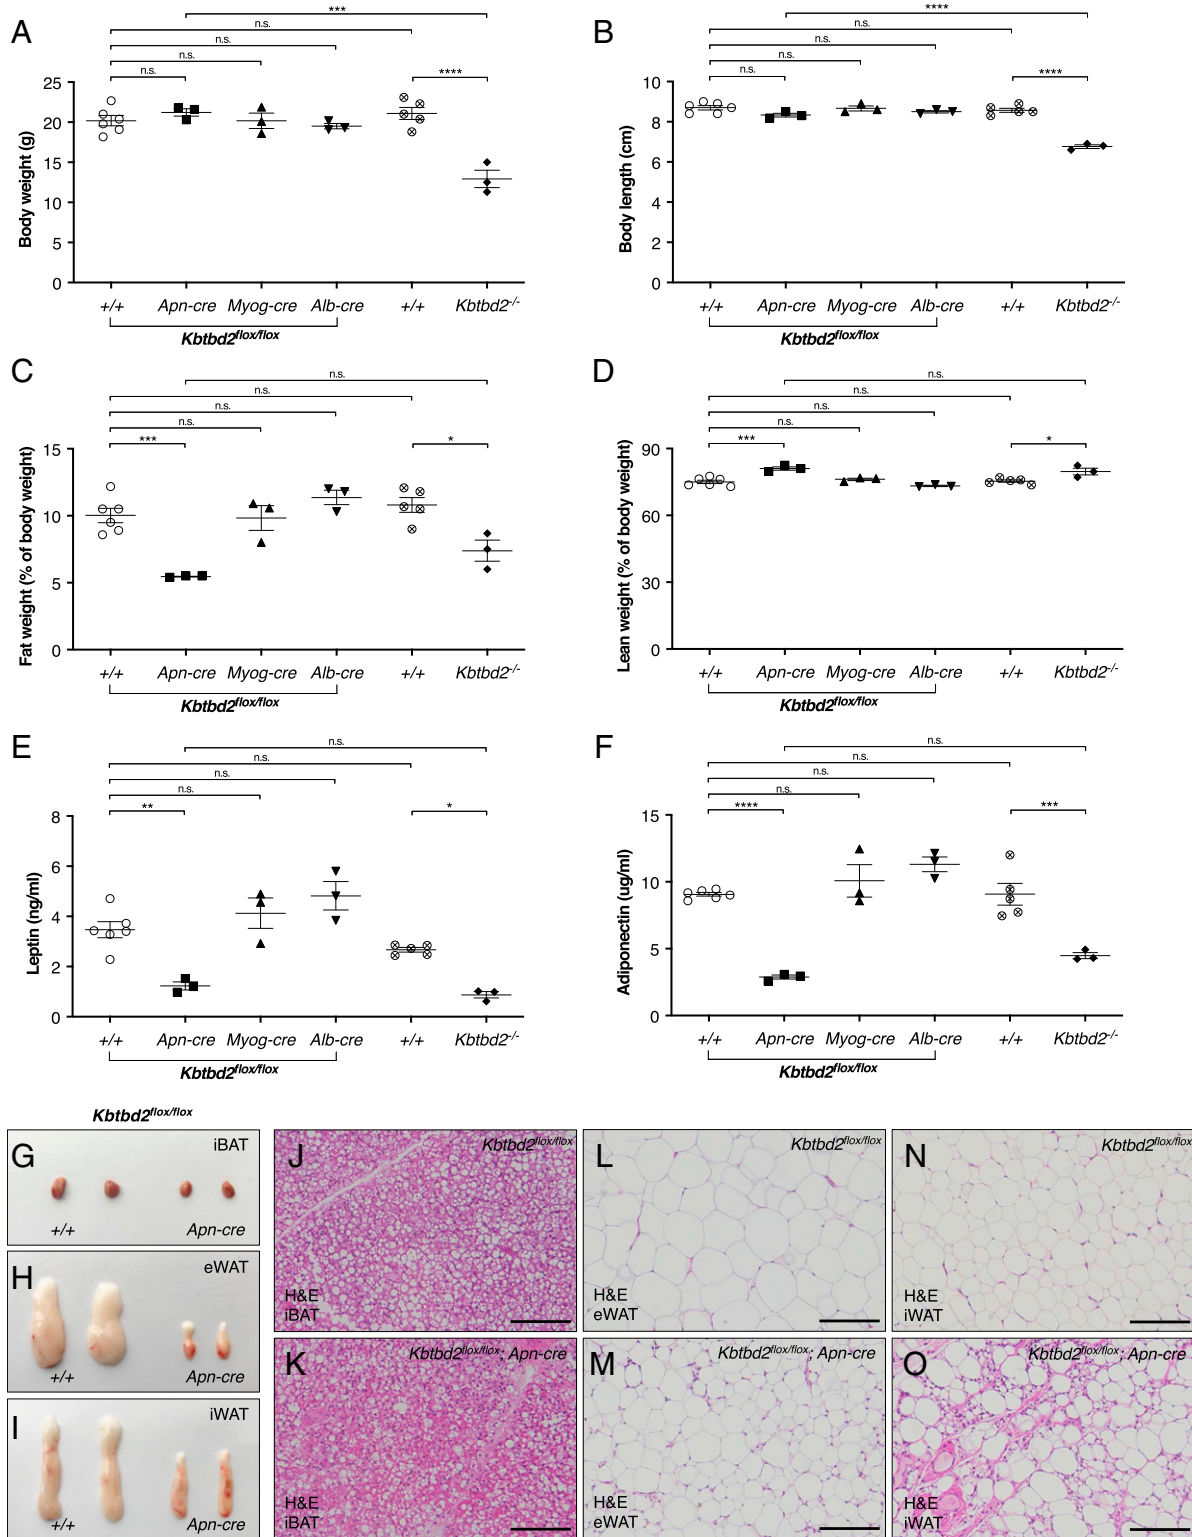 A
***
n.s.
n.s.
n.s.
n.s.
****
Body weight (g)
25
20
15
10
5
0
+/+ Apn-cre Myog-cre Alb-cre +/+ Kbtbd2-/-
Kbtbd2flox/flox
B
****
n.s.
n.s.
n.s.
n.s.
****
Body length (cm)
10
8
6
4
2
0
+/+ Apn-cre Myog-cre Alb-cre +/+ Kbtbd2-/-
Kbtbd2flox/flox
C
n.s.
n.s.
n.s.
n.s.
***
*
Fat weight (% of body weight)
15
10
5
0
+/+ Apn-cre Myog-cre Alb-cre +/+ Kbtbd2-/-
Kbtbd2flox/flox
D
n.s.
n.s.
n.s.
n.s.
***
*
Lean weight (% of body weight)
90
60
30
0
+/+ Apn-cre Myog-cre Alb-cre +/+ Kbtbd2-/-
Kbtbd2flox/flox
E
n.s.
n.s.
n.s.
n.s.
**
*
Leptin (ng/ml)
8
6
4
2
0
+/+ Apn-cre Myog-cre Alb-cre +/+ Kbtbd2-/-
Kbtbd2flox/flox
F
n.s.
n.s.
n.s.
n.s.
****
***
Adiponectin (ug/ml)
15
10
5
0
+/+ Apn-cre Myog-cre Alb-cre +/+ Kbtbd2-/-
Kbtbd2flox/flox
Kbtbd2flox/flox
G
iBAT
+/+ Apn-cre
H
eWAT
+/+ Apn-cre
I
iWAT
+/+ Apn-cre
J
Kbtbd2flox/flox
H&E
iBAT
K
Kbtbd2flox/flox; Apn-cre
H&E
iBAT
L
Kbtbd2flox/flox
H&E
eWAT
M
Kbtbd2flox/flox; Apn-cre
H&E
eWAT
N
Kbtbd2flox/flox
H&E
iWAT
O
Kbtbd2flox/flox; Apn-cre
H&E
iWAT